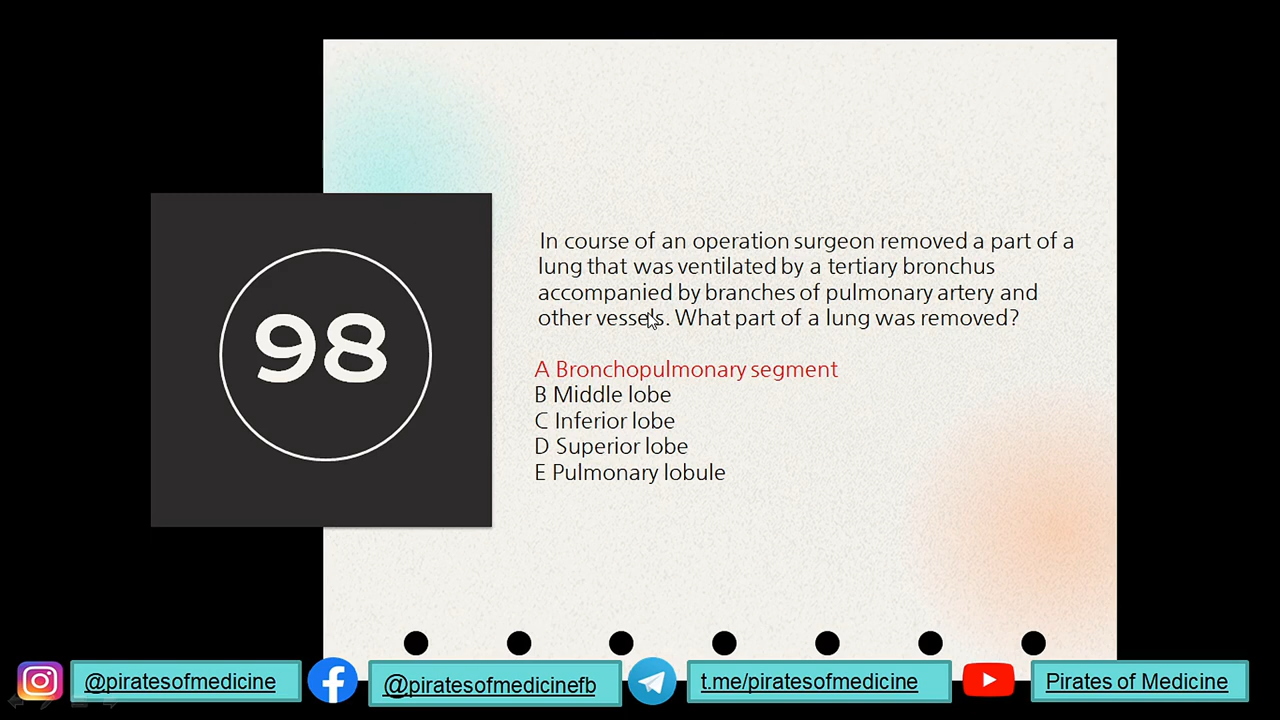 98
In course of an operation surgeon removed a part of a
lung that was ventilated by a tertiary bronchus
accompanied by branches of pulmonary artery and
other vessels. What part of a lung was removed?
A Bronchopulmonary segment
B Middle lobe
C Inferior lobe
D Superior lobe
E Pulmonary lobule
@piratesofmedicine
@piratesofmedicinefb
t.me/piratesofmedicine
Pirates of Medicine